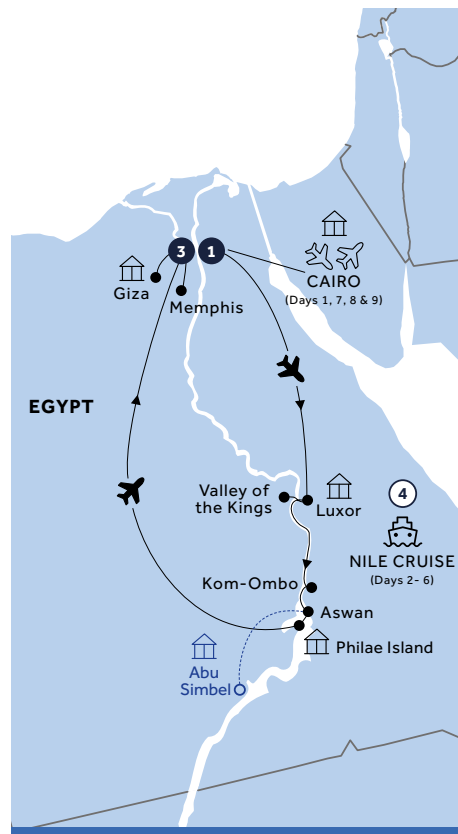 3
1
CAIRO
(Days 1, 7, 8 & 9)
Giza
Memphis
EGYPT
Valley of
the Kings
Luxor
4
NILE CRUISE
(Days 2- 6)
Kom-Ombo
Aswan
Philae Island
Abu
Simbel